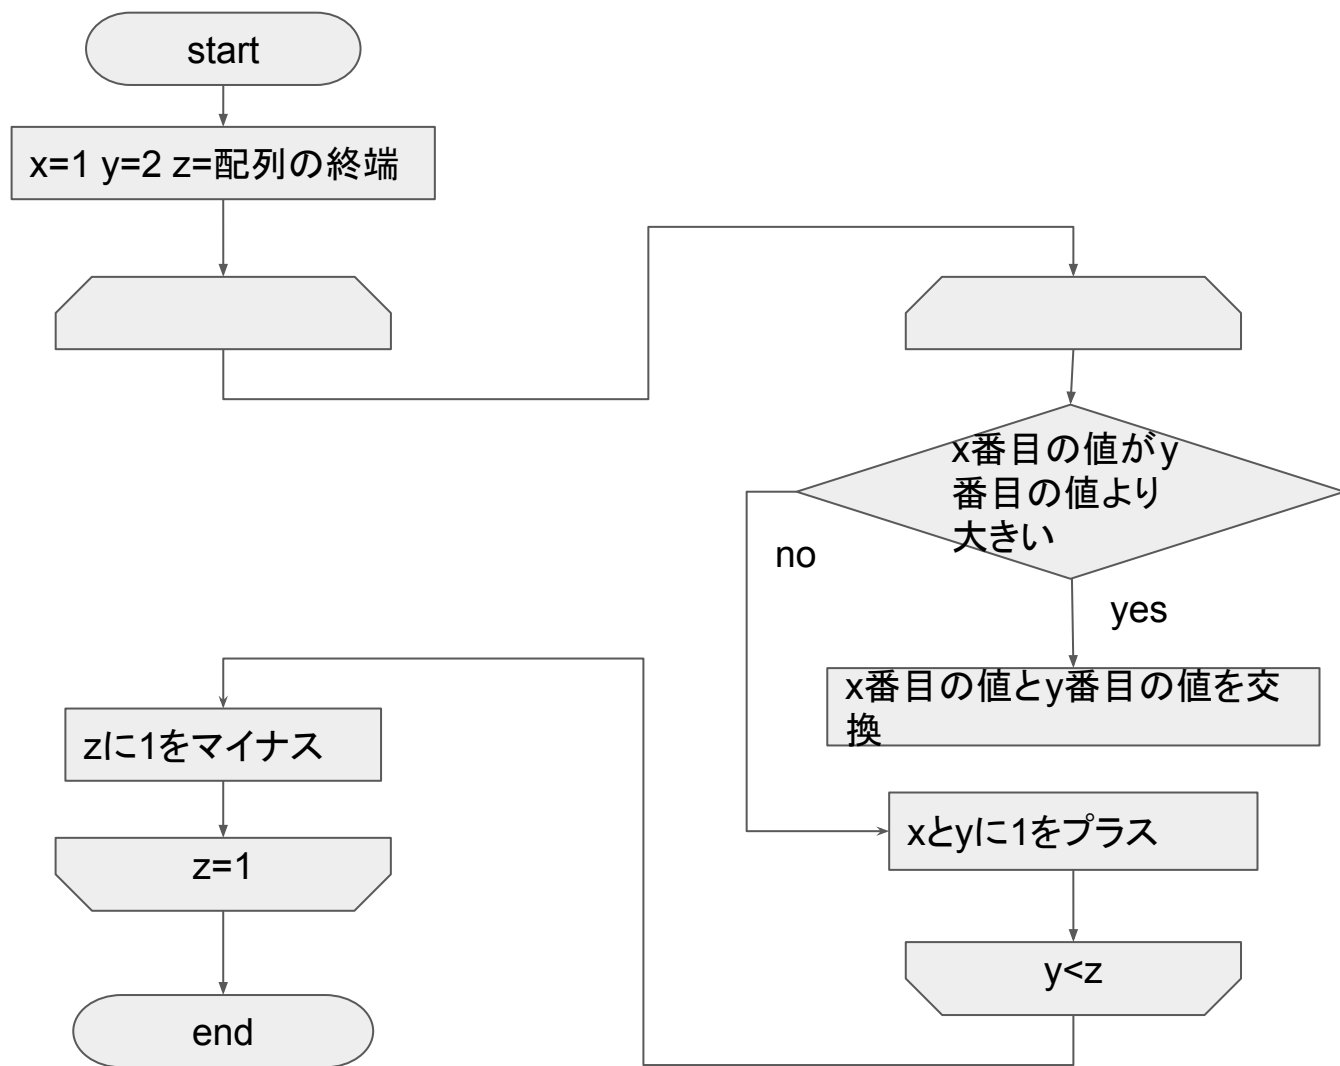 start
x=1 y=2 z=配列の終端
x番目の値がy
番目の値より
大きい
no
yes
x番目の値とy番目の値を交
換
xとyに1をプラス
y<z
zに1をマイナス
z=1
end